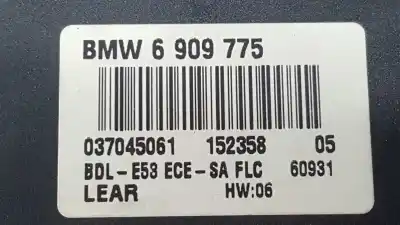 BMW 6 909 775
037045061 152358 05
BDL-E53 ECE-SA FLC 60931
LEAR HW:06